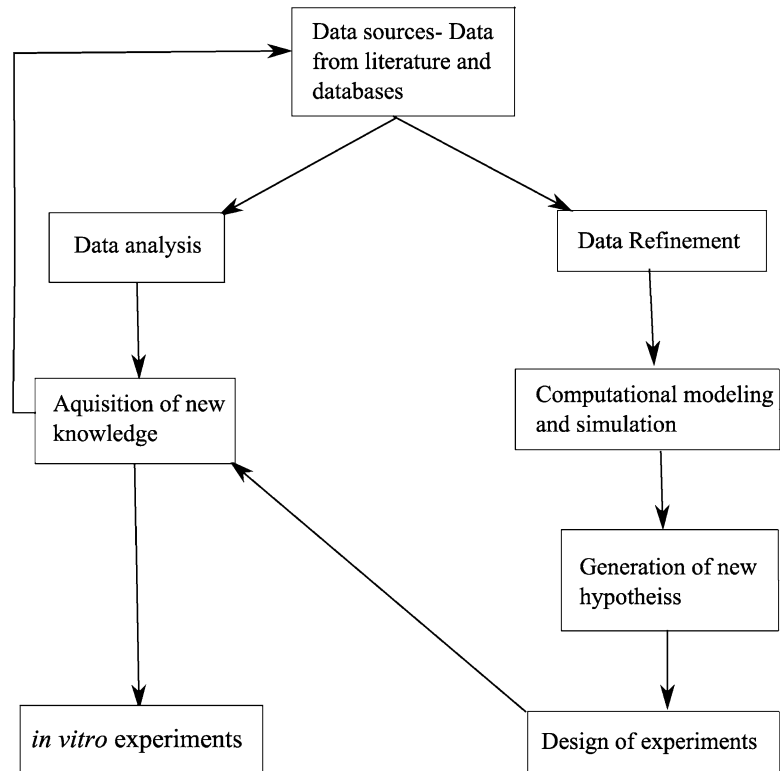 Data sources- Data
from literature and
databases
Data analysis
Data Refinement
Aquisition of new
knowledge
Computational modeling
and simulation
Generation of new
hypotheiss
in vitro experiments
Design of experiments